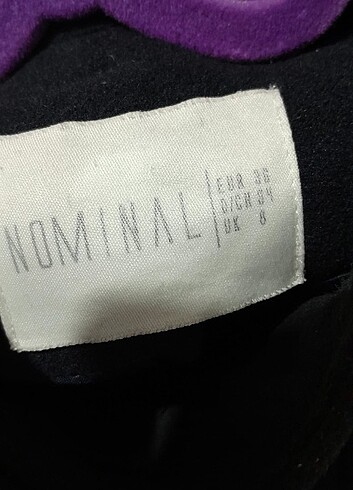 NOMINAL
EUR 36
D/CH 34
UK 8